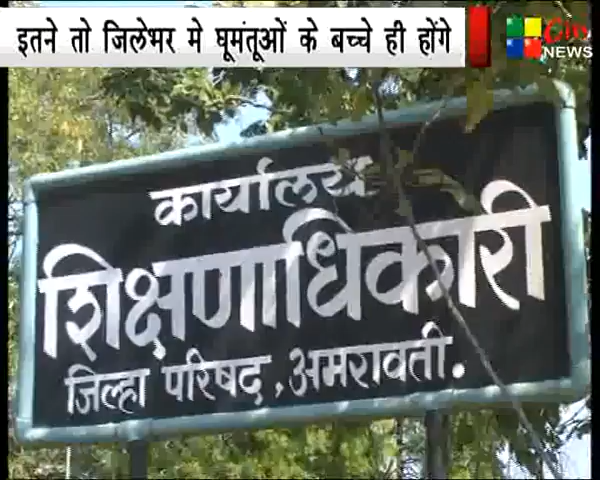 इतने तो जिलेभर मे घूमंतूओं के बच्चे ही होंगे
NEWS
कार्यालय
शिक्षणाधिकारी
जिल्हा परिषद, अमरावती.